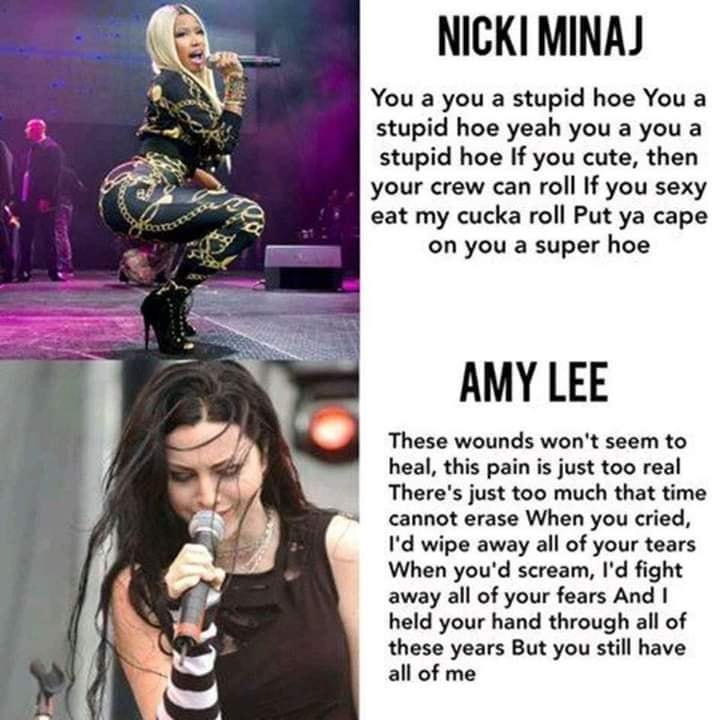 NICKI MINAJ
You a you a stupid hoe You a
stupid hoe yeah you a you a
stupid hoe If you cute, then
your crew can roll If you sexy
eat my cucka roll Put ya cape
on you a super hoe
AMY LEE
These wounds won't seem to
heal, this pain is just too real
There's just too much that time
cannot erase When you cried,
I'd wipe away all of your tears
When you'd scream, I'd fight
away all of your fears And I
held your hand through all of
these years But you still have
all of me